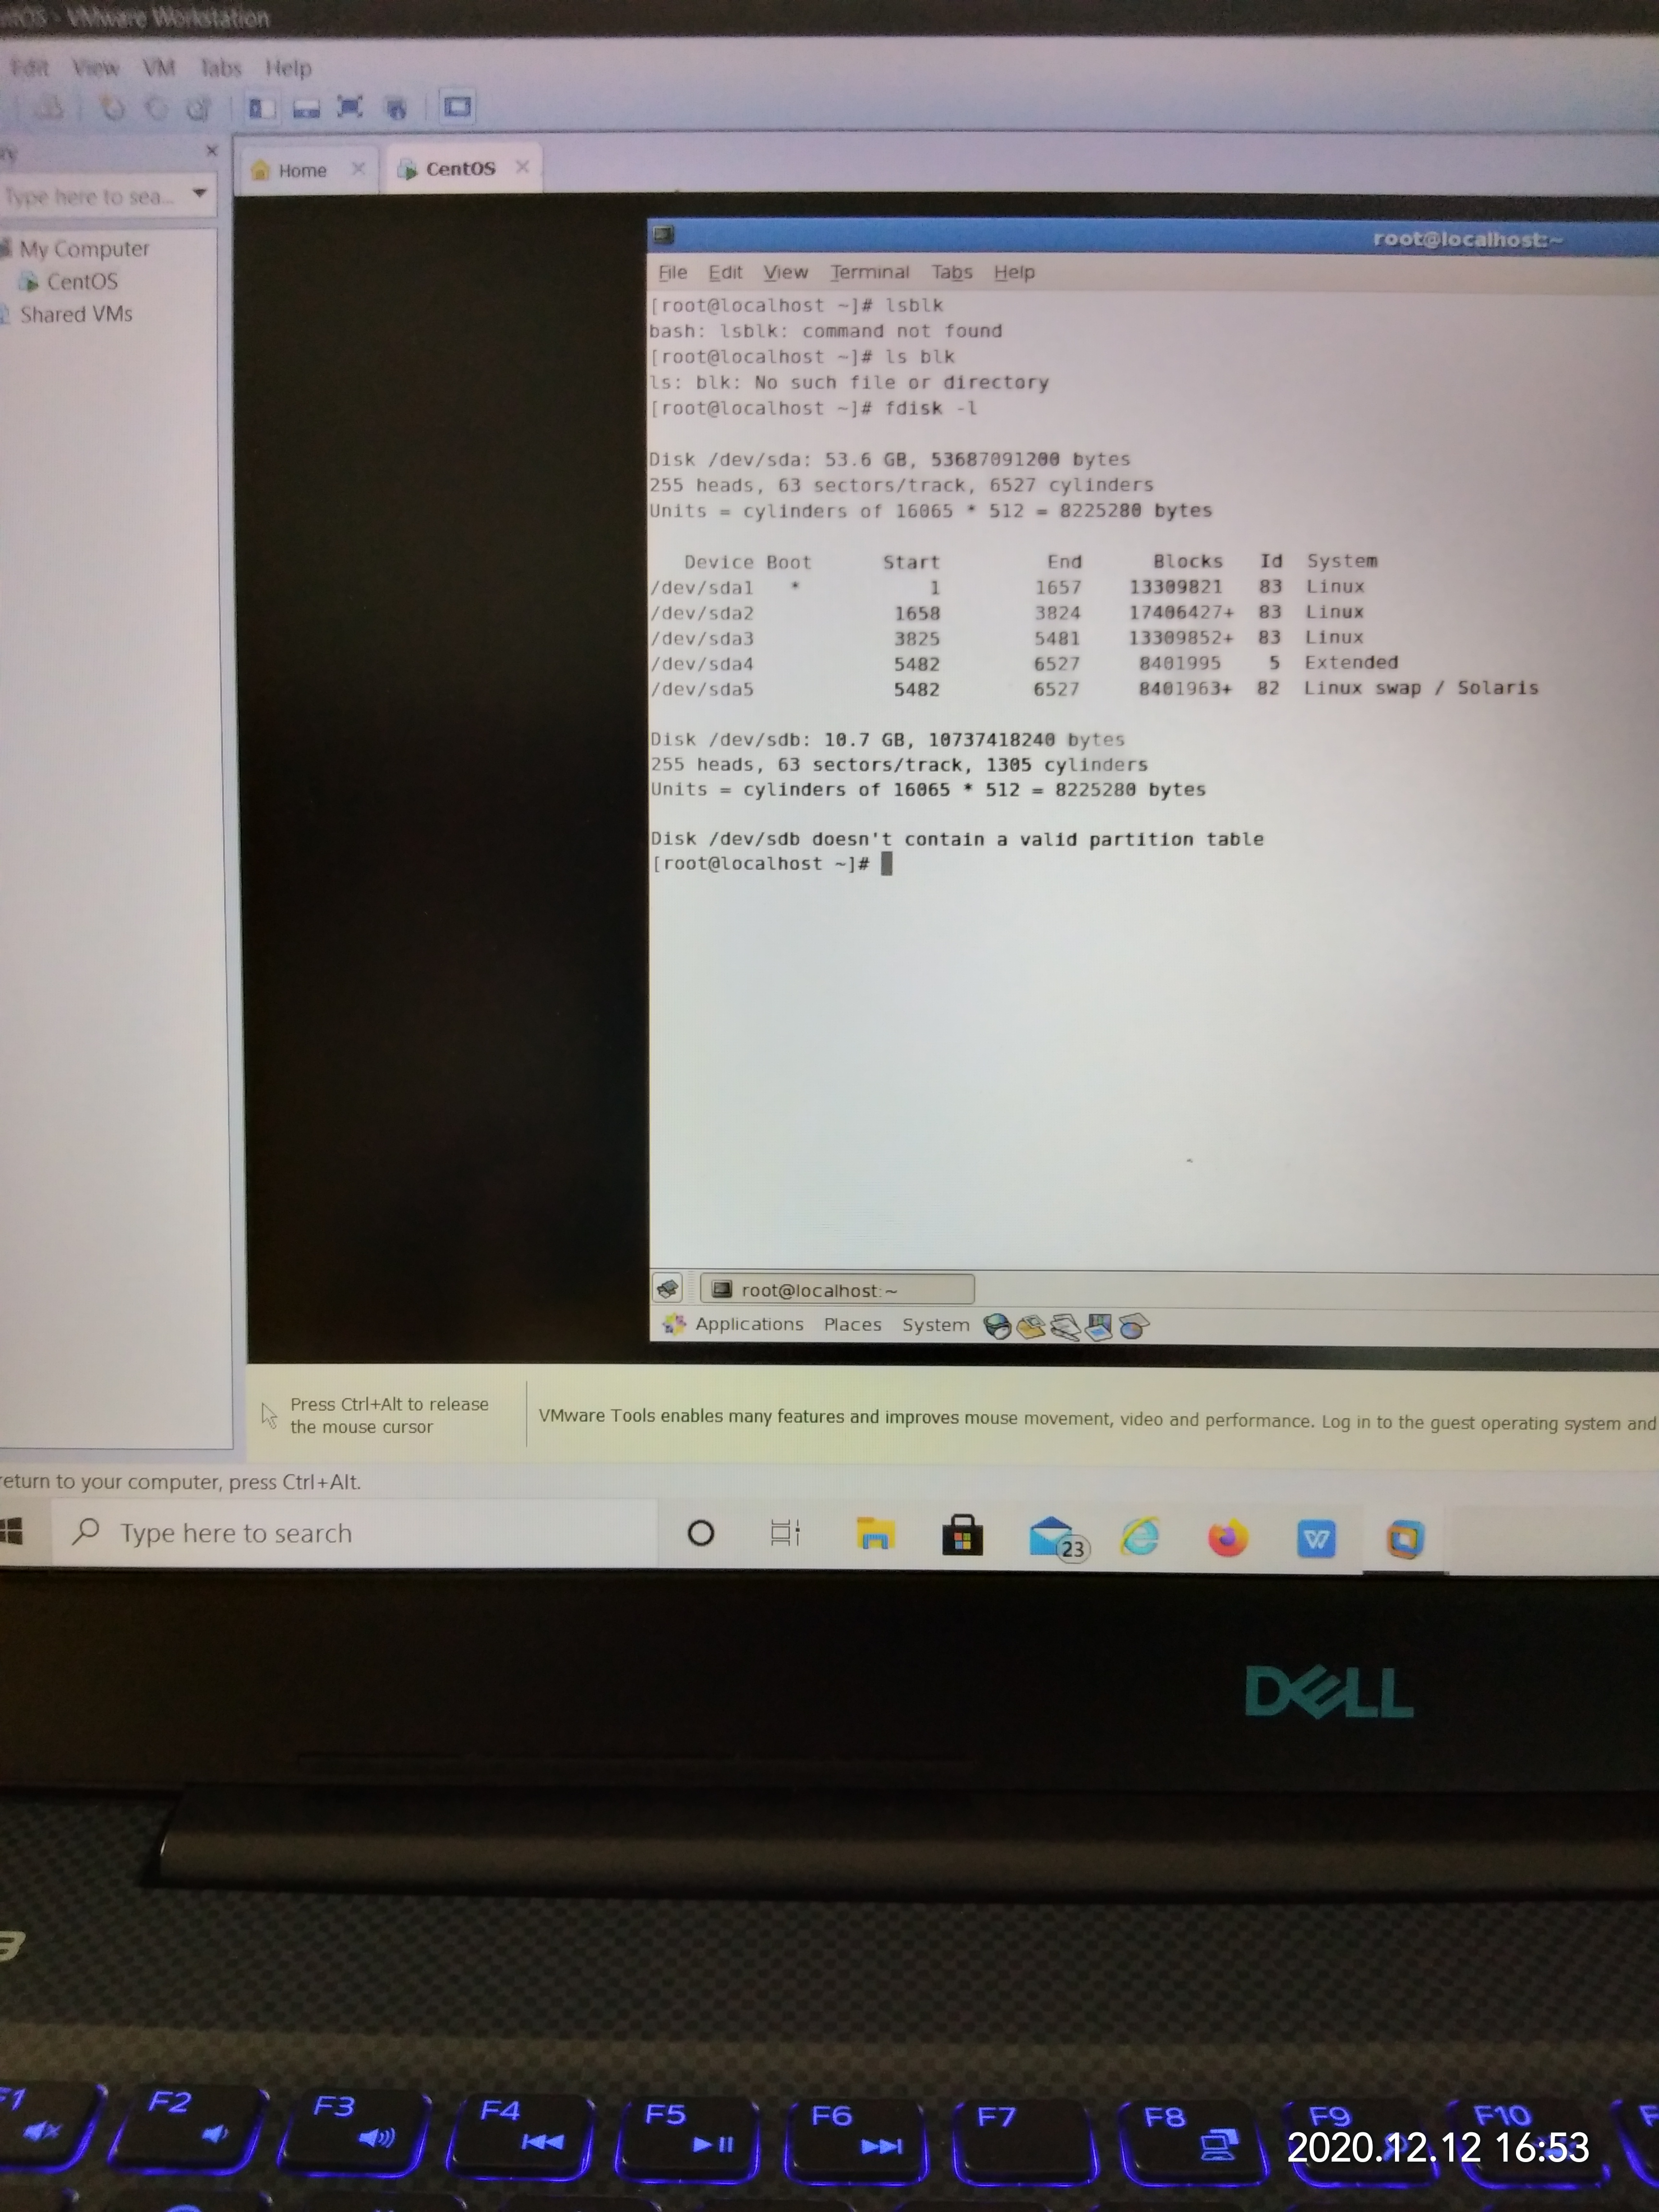 VMware Workstation
Edit View VM Tabs Help
Home
CentOS
Type here to sea...
My Computer
CentOS
Shared VMs
root@localhost:~
File Edit View Terminal Tabs Help
[root@localhost ~]# lsblk
bash: lsblk: command not found
[root@localhost ~]# ls blk
ls: blk: No such file or directory
[root@localhost ~]# fdisk -l
Disk /dev/sda: 53.6 GB, 53687091200 bytes
255 heads, 63 sectors/track, 6527 cylinders
Units = cylinders of 16065 * 512 = 8225280 bytes
Device Boot Start End Blocks Id System
/dev/sda1 * 1 1657 13309821 83 Linux
/dev/sda2 1658 3824 17406427+ 83 Linux
/dev/sda3 3825 5481 13309852+ 83 Linux
/dev/sda4 5482 6527 8401995 5 Extended
/dev/sda5 5482 6527 8401963+ 82 Linux swap / Solaris
Disk /dev/sdb: 10.7 GB, 10737418240 bytes
255 heads, 63 sectors/track, 1305 cylinders
Units = cylinders of 16065 * 512 = 8225280 bytes
Disk /dev/sdb doesn't contain a valid partition table
[root@localhost ~]#
root@localhost:~
Applications Places System
Press Ctrl+Alt to release
the mouse cursor
VMware Tools enables many features and improves mouse movement, video and performance. Log in to the guest operating system and
return to your computer, press Ctrl+Alt.
Type here to search
23
DELL
F1 F2 F3 F4 F5 F6 F7 F8 F9 F10
2020.12.12 16:53